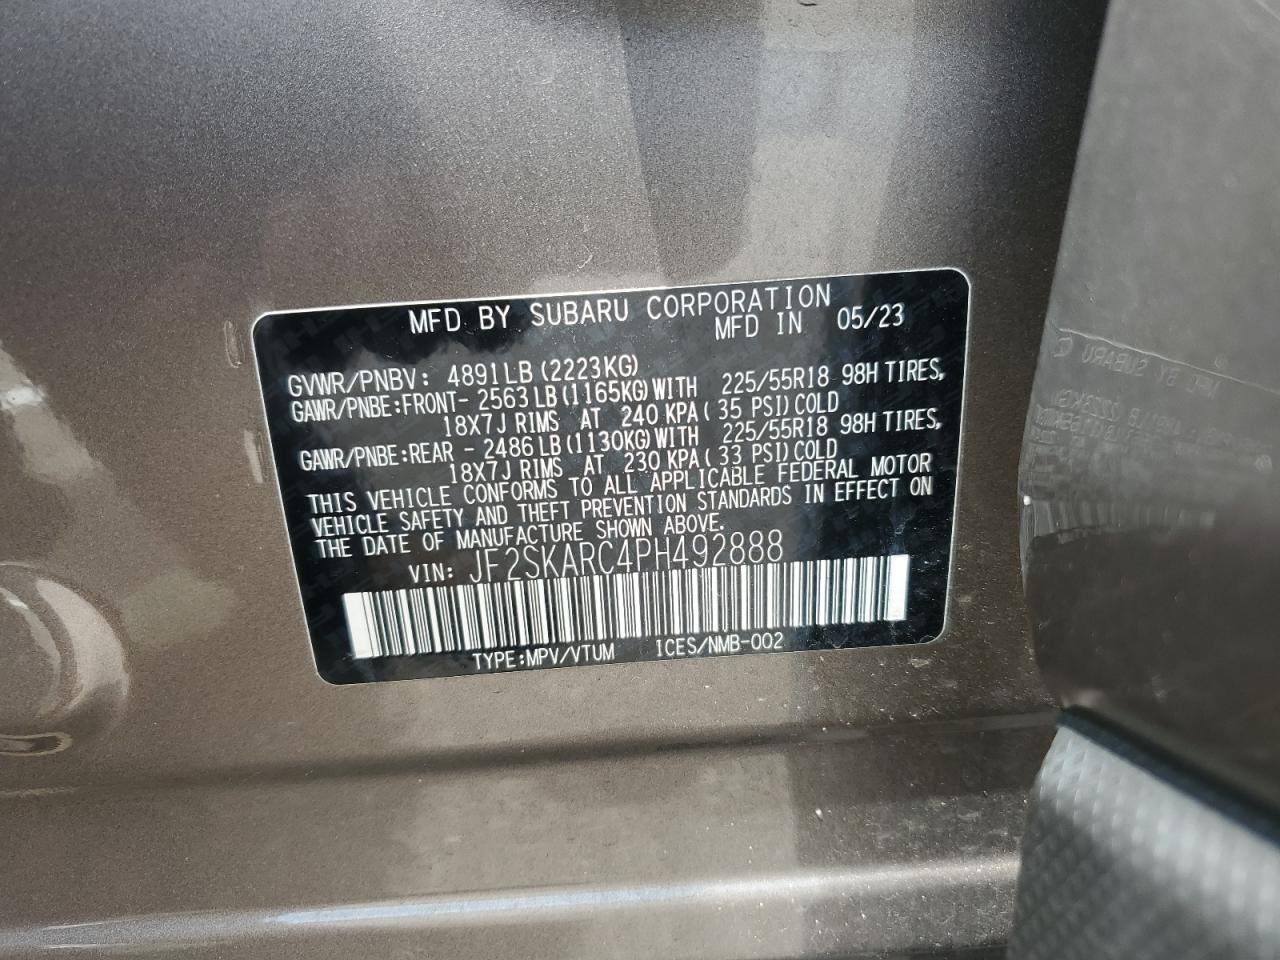 MFD BY SUBARU CORPORATION
MFD IN 05/23
GVWR/PNBV: 4891LB(2223KG)
GAWR/PNBE:FRONT- 2563LB(1165KG)WITH 225/55R18 98H TIRES,
18X7J RIMS AT 240 KPA( 35 PSI)COLD
GAWR/PNBE:REAR - 2486LB(1130KG)WITH 225/55R18 98H TIRES,
18X7J RIMS AT 230 KPA( 33 PSI)COLD
THIS VEHICLE CONFORMS TO ALL APPLICABLE FEDERAL MOTOR
VEHICLE SAFETY AND THEFT PREVENTION STANDARDS IN EFFECT ON
THE DATE OF MANUFACTURE SHOWN ABOVE.
VIN: JF2SKARC4PH492888
TYPE:MPV/VTUM ICES/NMB-002